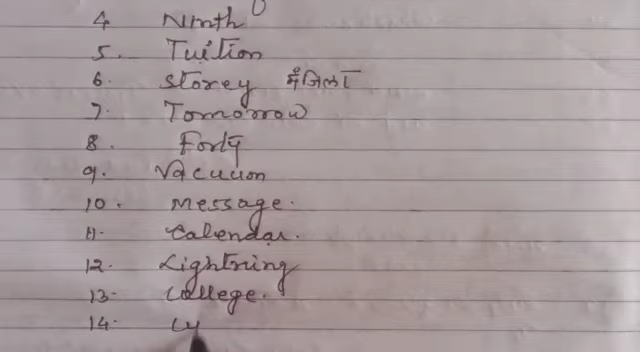 4 Ninth
5. Tuition
6. Storey मंजिला
7. Tomorrow
8. Forty
9. Vacuum
10. Message.
11. Calendar.
12. Lightning
13. College.
14.